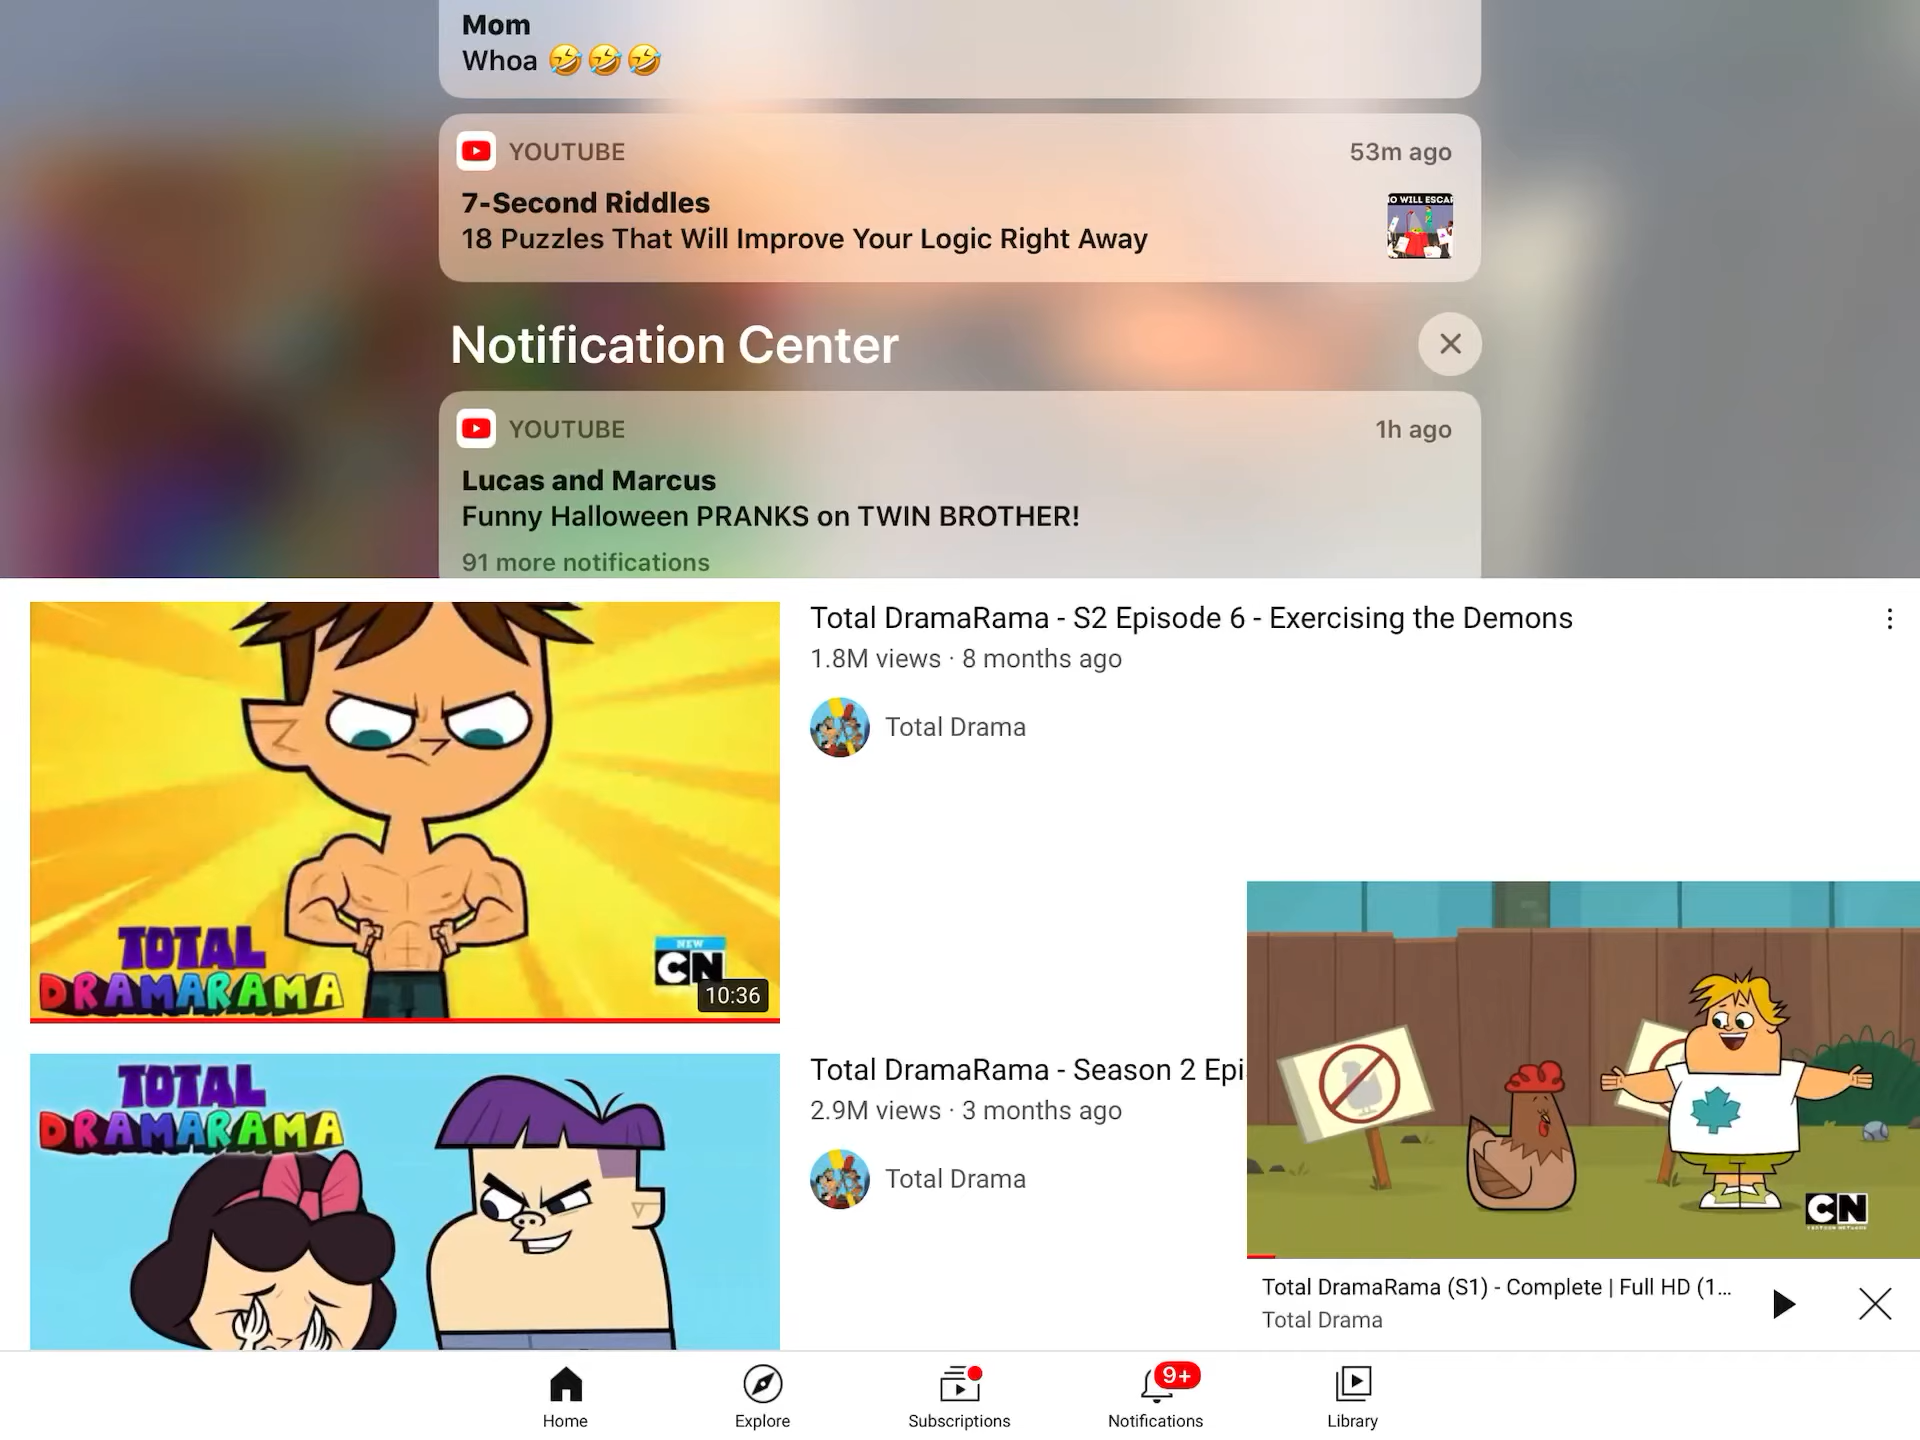 Mom
Whoa 🤣🤣🤣
YOUTUBE
53m ago
7-Second Riddles
18 Puzzles That Will Improve Your Logic Right Away
Notification Center
YOUTUBE
1h ago
Lucas and Marcus
Funny Halloween PRANKS on TWIN BROTHER!
91 more notifications
Total DramaRama - S2 Episode 6 - Exercising the Demons
1.8M views · 8 months ago
Total Drama
TOTAL
DRAMARAMA
NEW
CN
10:36
TOTAL
DRAMARAMA
Total DramaRama - Season 2 Epi
2.9M views · 3 months ago
Total Drama
CN
CARTOON NETWORK
Total DramaRama (S1) - Complete | Full HD (1...
Total Drama
Home
Explore
Subscriptions
9+
Notifications
Library